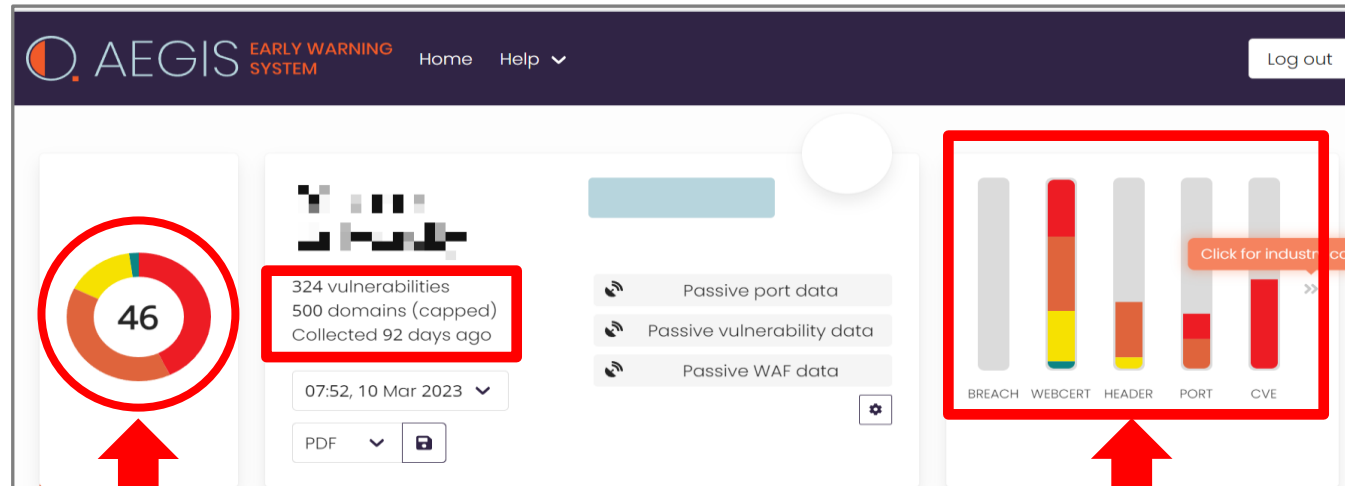 AEGIS EARLY WARNING SYSTEM
Home Help
Log out
46
324 vulnerabilities
500 domains (capped)
Collected 92 days ago
07:52, 10 Mar 2023
PDF
Passive port data
Passive vulnerability data
Passive WAF data
Click for industry co
BREACH WEBCERT HEADER PORT CVE